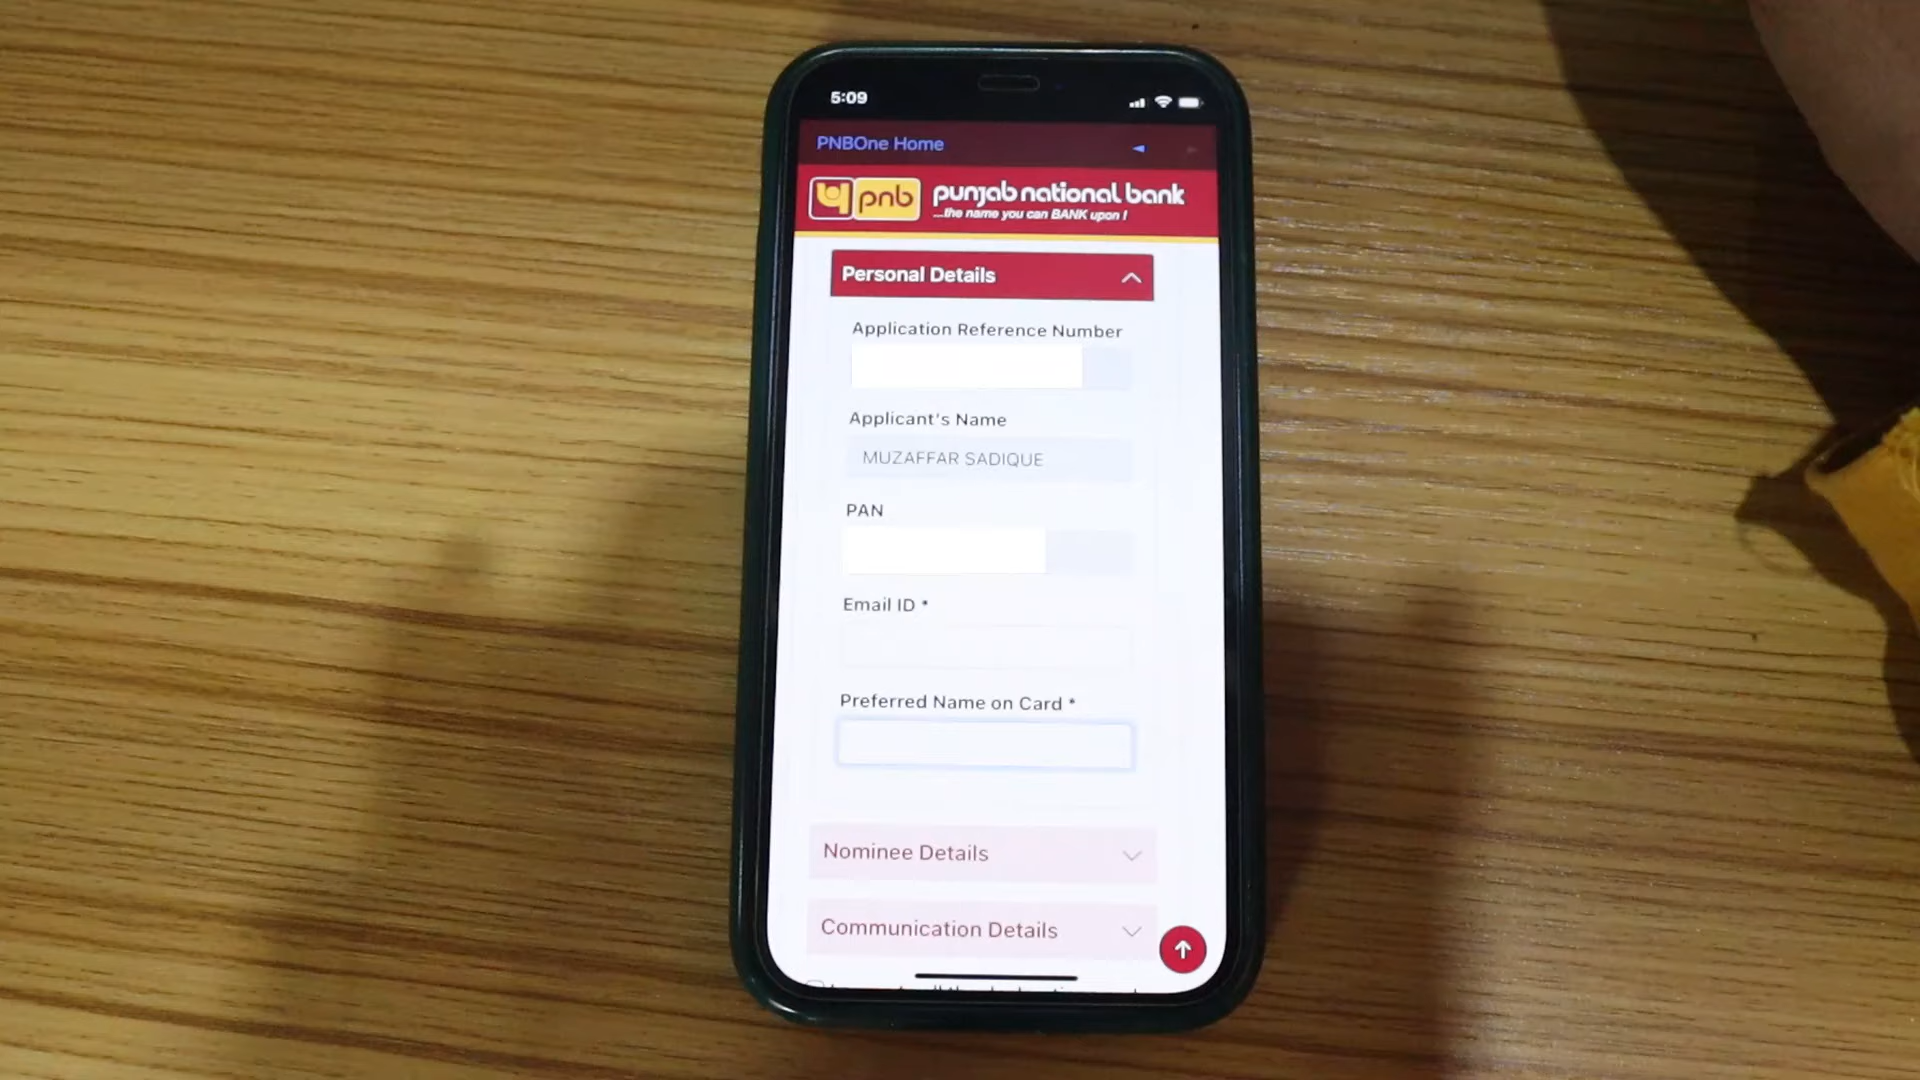 5:09
PNBOne Home
pnb punjab national bank
...the name you can BANK upon !
Personal Details
Application Reference Number
Applicant's Name
MUZAFFAR SADIQUE
PAN
Email ID *
Preferred Name on Card *
Nominee Details
Communication Details